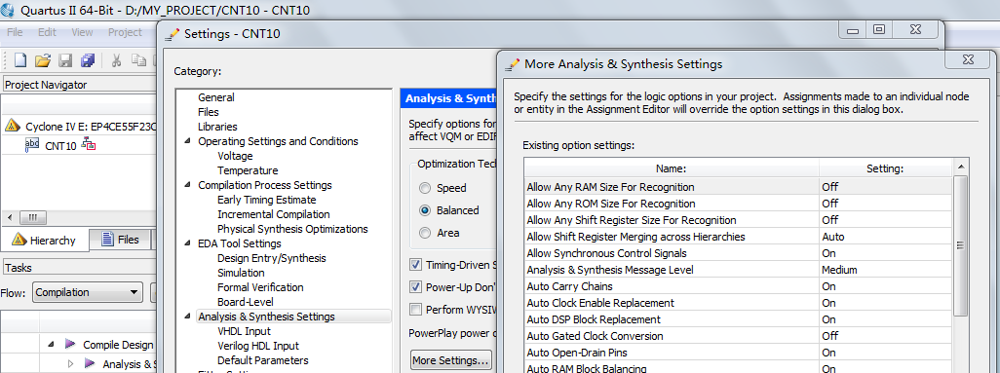 Quartus II 64-Bit - D:/MY_PROJECT/CNT10 - CNT10
File Edit View Project
Project Navigator
Cyclone IV E: EP4CE55F23C
abc CNT10
Hierarchy Files
Tasks
Flow: Compilation
Compile Design
Analysis & S
Settings - CNT10
Category:
General
Files
Libraries
Operating Settings and Conditions
Voltage
Temperature
Compilation Process Settings
Early Timing Estimate
Incremental Compilation
Physical Synthesis Optimizations
EDA Tool Settings
Design Entry/Synthesis
Simulation
Formal Verification
Board-Level
Analysis & Synthesis Settings
VHDL Input
Verilog HDL Input
Default Parameters
Analysis & Synth
Specify options for
affect VQM or EDIF
Optimization Tech
Speed
Balanced
Area
Timing-Driven S
Power-Up Don'
Perform WYSIW
PowerPlay power o
More Settings...
More Analysis & Synthesis Settings
Specify the settings for the logic options in your project. Assignments made to an individual node
or entity in the Assignment Editor will override the option settings in this dialog box.
Existing option settings:
Name: Setting:
Allow Any RAM Size For Recognition Off
Allow Any ROM Size For Recognition Off
Allow Any Shift Register Size For Recognition Off
Allow Shift Register Merging across Hierarchies Auto
Allow Synchronous Control Signals On
Analysis & Synthesis Message Level Medium
Auto Carry Chains On
Auto Clock Enable Replacement On
Auto DSP Block Replacement On
Auto Gated Clock Conversion Off
Auto Open-Drain Pins On
Auto RAM Block Balancing On